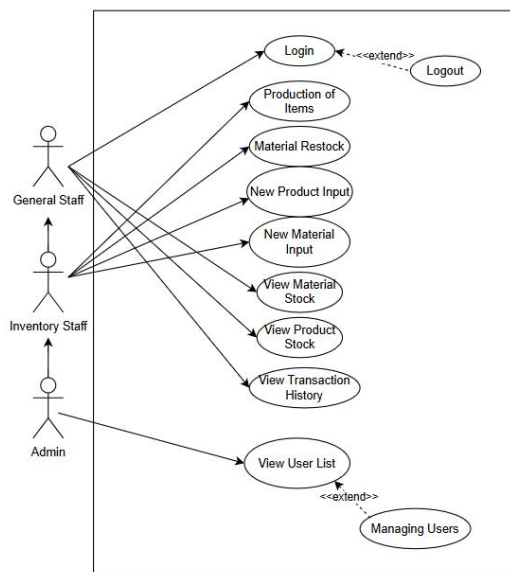 Login
<<extend>>
Logout
Production of
Items
Material Restock
General Staff
New Product Input
New Material
Input
Inventory Staff
View Material
Stock
View Product
Stock
View Transaction
History
Admin
View User List
<<extend>>
Managing Users